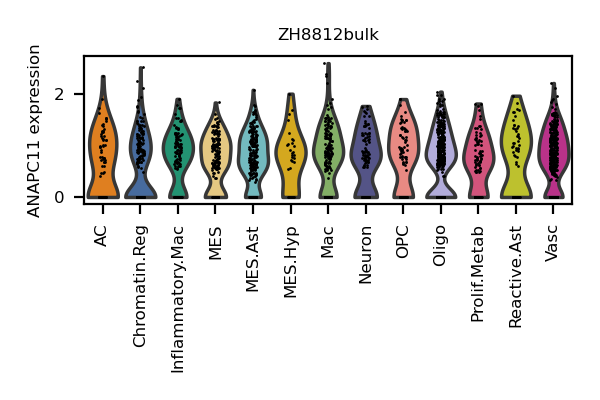 ZH8812bulk
ANAPC11 expression
2
0
AC
Chromatin.Reg
Inflammatory.Mac
MES
MES.Ast
MES.Hyp
Mac
Neuron
OPC
Oligo
Prolif.Metab
Reactive.Ast
Vasc